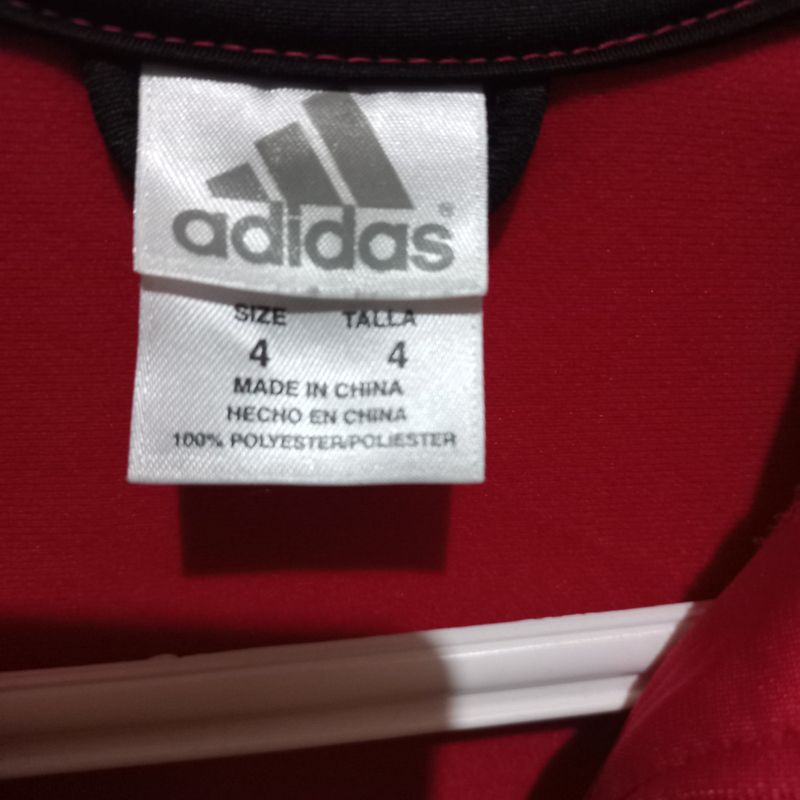 adidas®
SIZE TALLA
4 4
MADE IN CHINA
HECHO EN CHINA
100% POLYESTER/POLIESTER